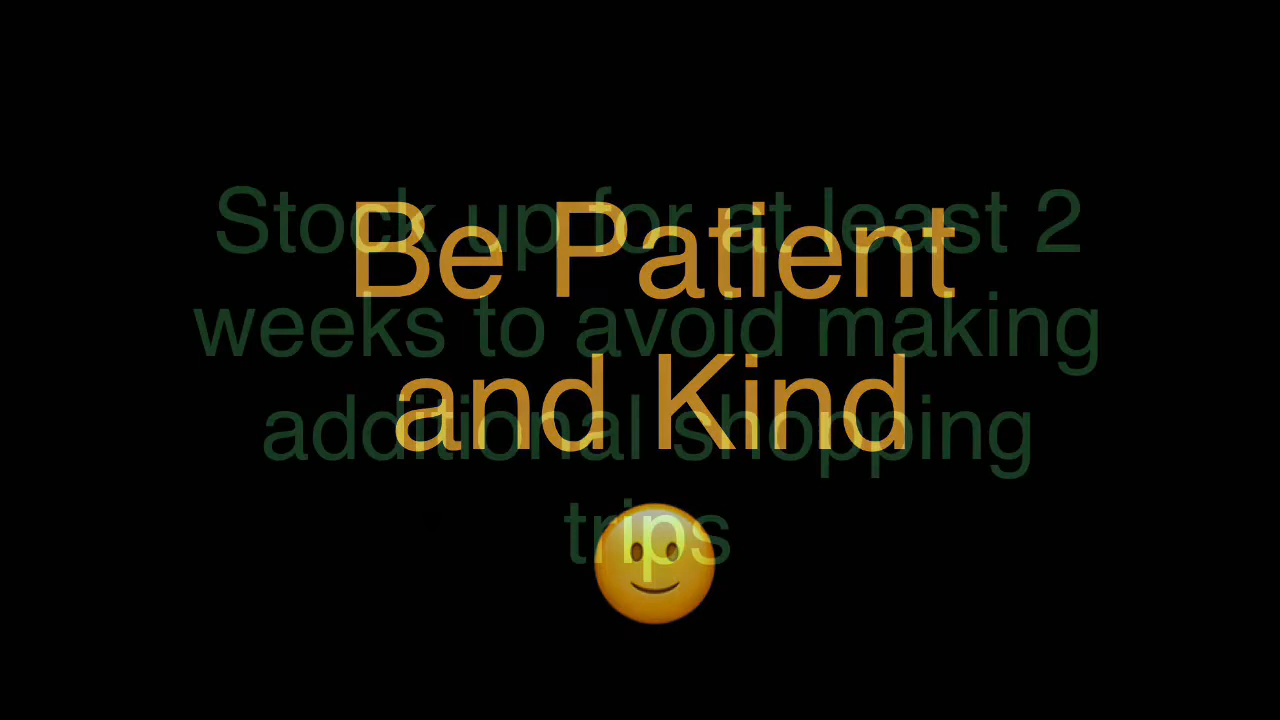 Stock up for at least 2
weeks to avoid making
additional shopping
trips
Be Patient
and Kind